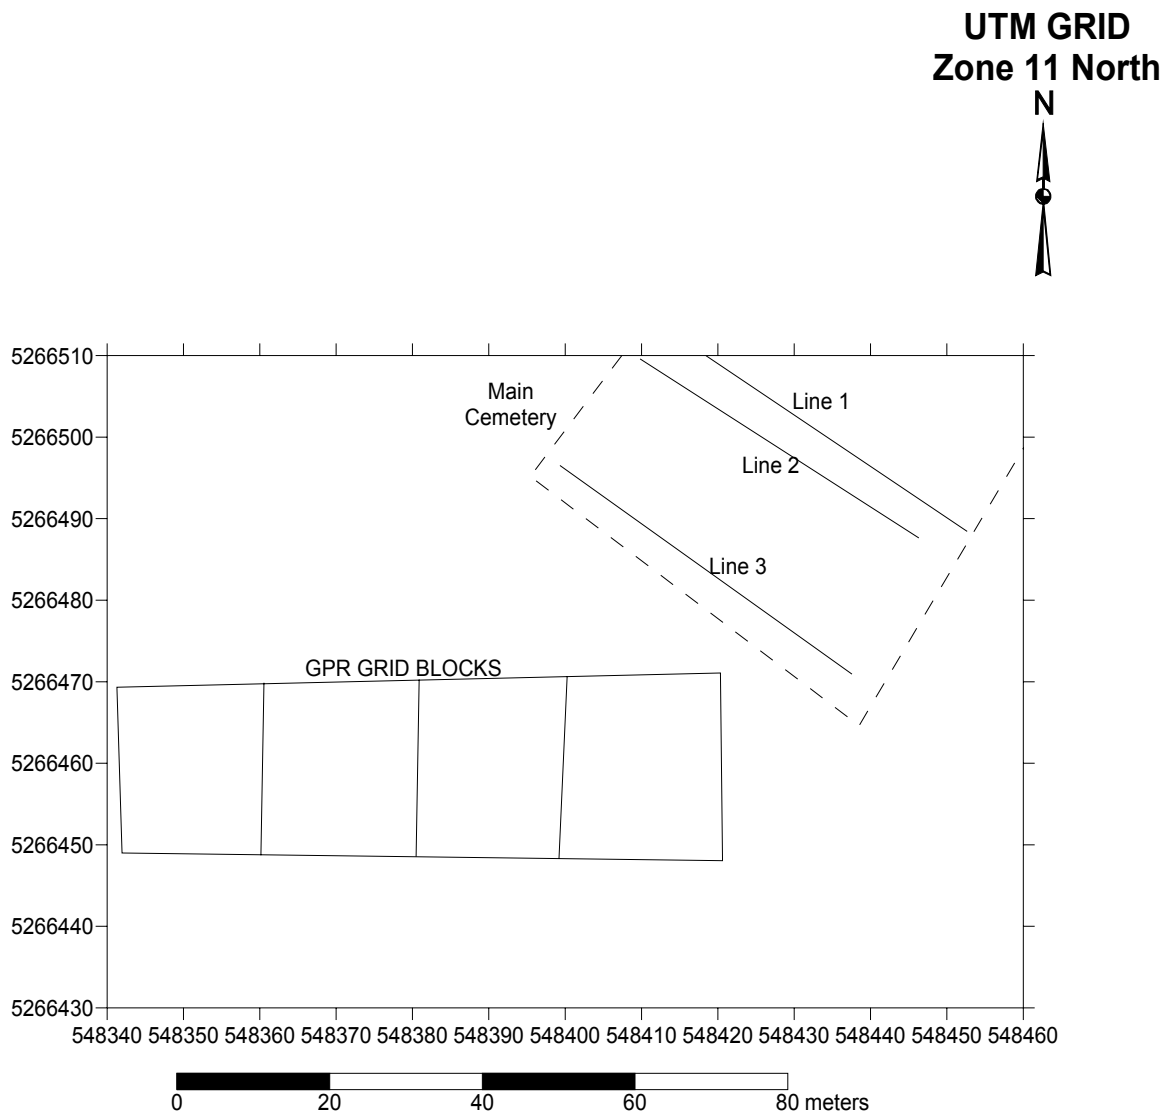 UTM GRID
Zone 11 North
N
5266510
Main
Cemetery
Line 1
5266500
Line 2
5266490
Line 3
5266480
GPR GRID BLOCKS
5266470
5266460
5266450
5266440
5266430
548340 548350 548360 548370 548380 548390 548400 548410 548420 548430 548440 548450 548460
0 20 40 60 80 meters